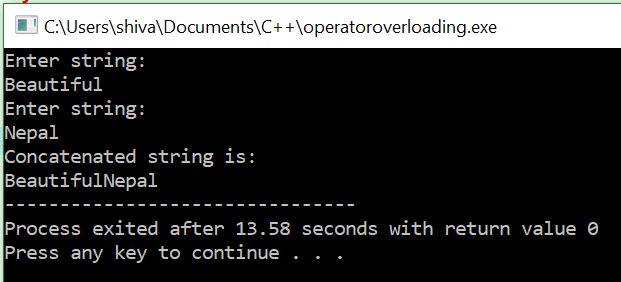 C:\Users\shiva\Documents\C++\operatoroverloading.exe
Enter string:
Beautiful
Enter string:
Nepal
Concatenated string is:
BeautifulNepal
--------------------------------
Process exited after 13.58 seconds with return value 0
Press any key to continue . . .